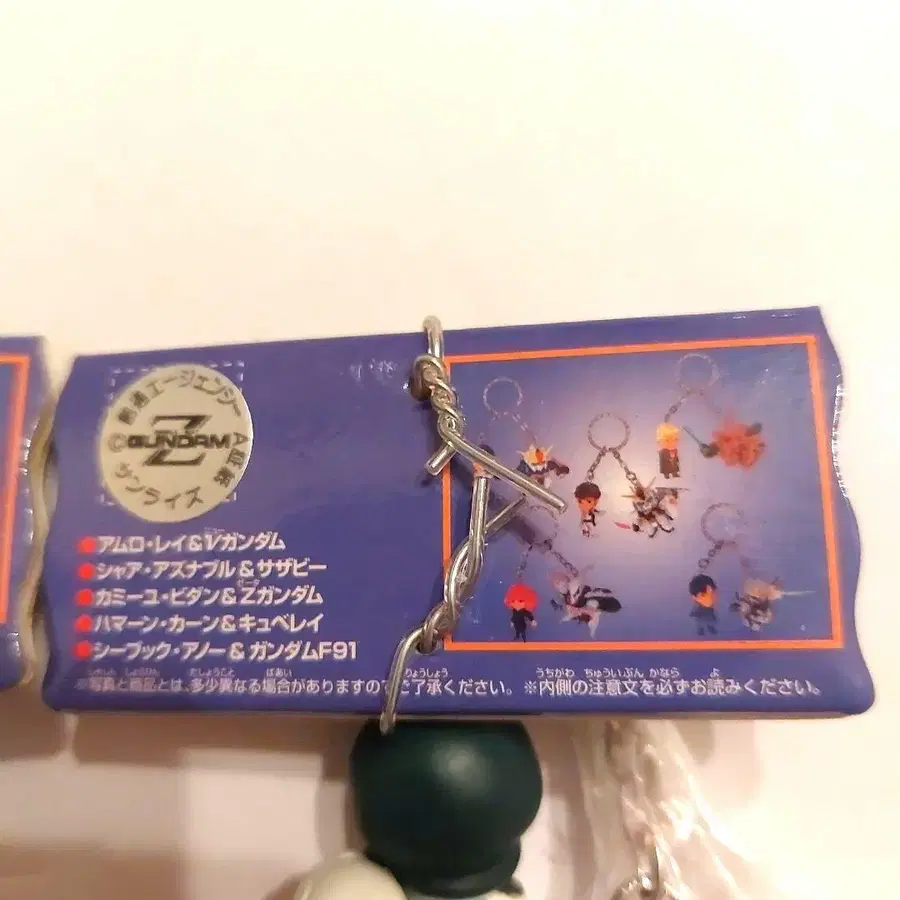 創通エージェンシー
Z
GUNDAM
©サンライズ
●アムロ・レイ&νガンダム
●シャア・アズナブル&サザビー
●カミーユ・ビダン&Zガンダム
●ハマーン・カーン&キュベレイ
●シーブック・アノー&ガンダムF91
※写真と商品とは、多少異なる場合がありますのでご了承ください。※内側の注意文を必ずお読みください。